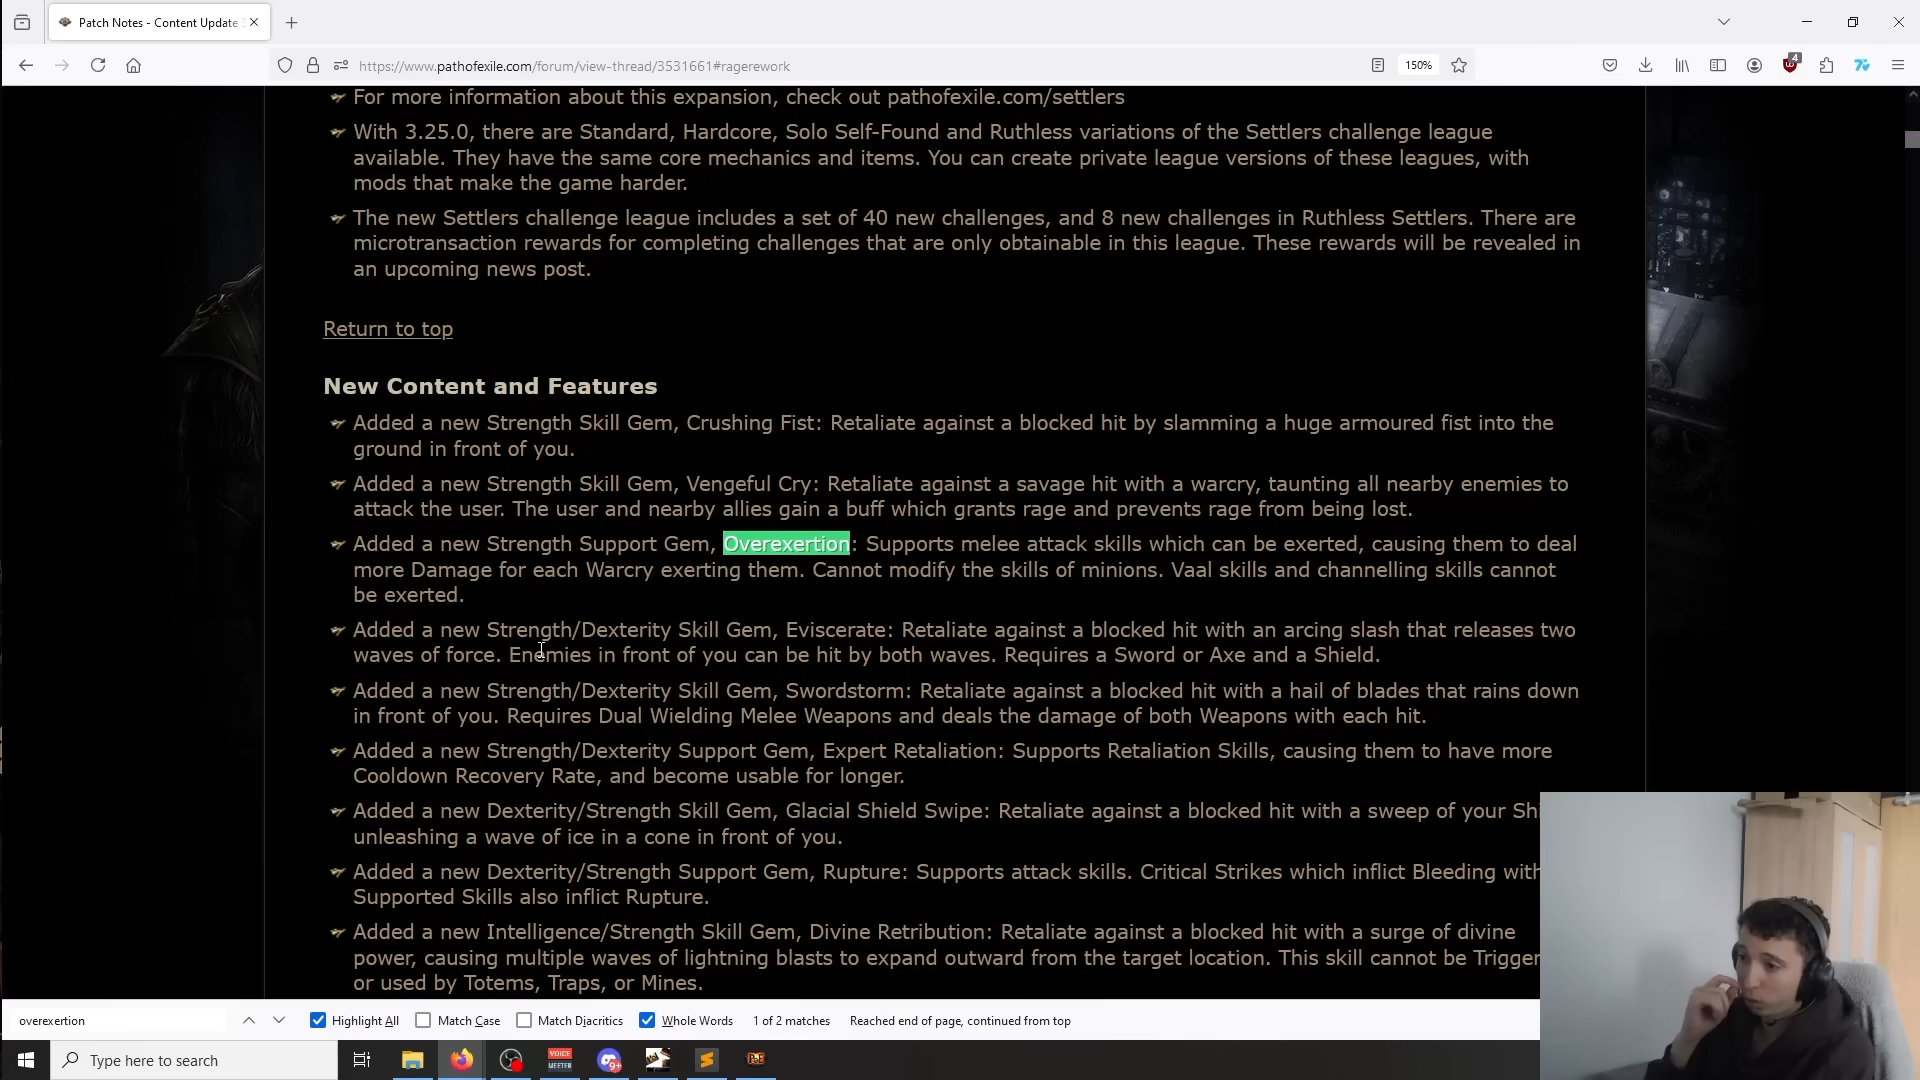 Patch Notes - Content Update 3
https://www.pathofexile.com/forum/view-thread/3531661#ragerework
150%
4
For more information about this expansion, check out pathofexile.com/settlers
With 3.25.0, there are Standard, Hardcore, Solo Self-Found and Ruthless variations of the Settlers challenge league
available. They have the same core mechanics and items. You can create private league versions of these leagues, with
mods that make the game harder.
The new Settlers challenge league includes a set of 40 new challenges, and 8 new challenges in Ruthless Settlers. There are
microtransaction rewards for completing challenges that are only obtainable in this league. These rewards will be revealed in
an upcoming news post.
Return to top
New Content and Features
Added a new Strength Skill Gem, Crushing Fist: Retaliate against a blocked hit by slamming a huge armoured fist into the
ground in front of you.
Added a new Strength Skill Gem, Vengeful Cry: Retaliate against a savage hit with a warcry, taunting all nearby enemies to
attack the user. The user and nearby allies gain a buff which grants rage and prevents rage from being lost.
Added a new Strength Support Gem, Overexertion: Supports melee attack skills which can be exerted, causing them to deal
more Damage for each Warcry exerting them. Cannot modify the skills of minions. Vaal skills and channelling skills cannot
be exerted.
Added a new Strength/Dexterity Skill Gem, Eviscerate: Retaliate against a blocked hit with an arcing slash that releases two
waves of force. Enemies in front of you can be hit by both waves. Requires a Sword or Axe and a Shield.
Added a new Strength/Dexterity Skill Gem, Swordstorm: Retaliate against a blocked hit with a hail of blades that rains down
in front of you. Requires Dual Wielding Melee Weapons and deals the damage of both Weapons with each hit.
Added a new Strength/Dexterity Support Gem, Expert Retaliation: Supports Retaliation Skills, causing them to have more
Cooldown Recovery Rate, and become usable for longer.
Added a new Dexterity/Strength Skill Gem, Glacial Shield Swipe: Retaliate against a blocked hit with a sweep of your Shi
unleashing a wave of ice in a cone in front of you.
Added a new Dexterity/Strength Support Gem, Rupture: Supports attack skills. Critical Strikes which inflict Bleeding with
Supported Skills also inflict Rupture.
Added a new Intelligence/Strength Skill Gem, Divine Retribution: Retaliate against a blocked hit with a surge of divine
power, causing multiple waves of lightning blasts to expand outward from the target location. This skill cannot be Trigger
or used by Totems, Traps, or Mines.
overexertion
Highlight All
Match Case
Match Diacritics
Whole Words
1 of 2 matches
Reached end of page, continued from top
Type here to search
VOICE
MEETER
9+
PoE